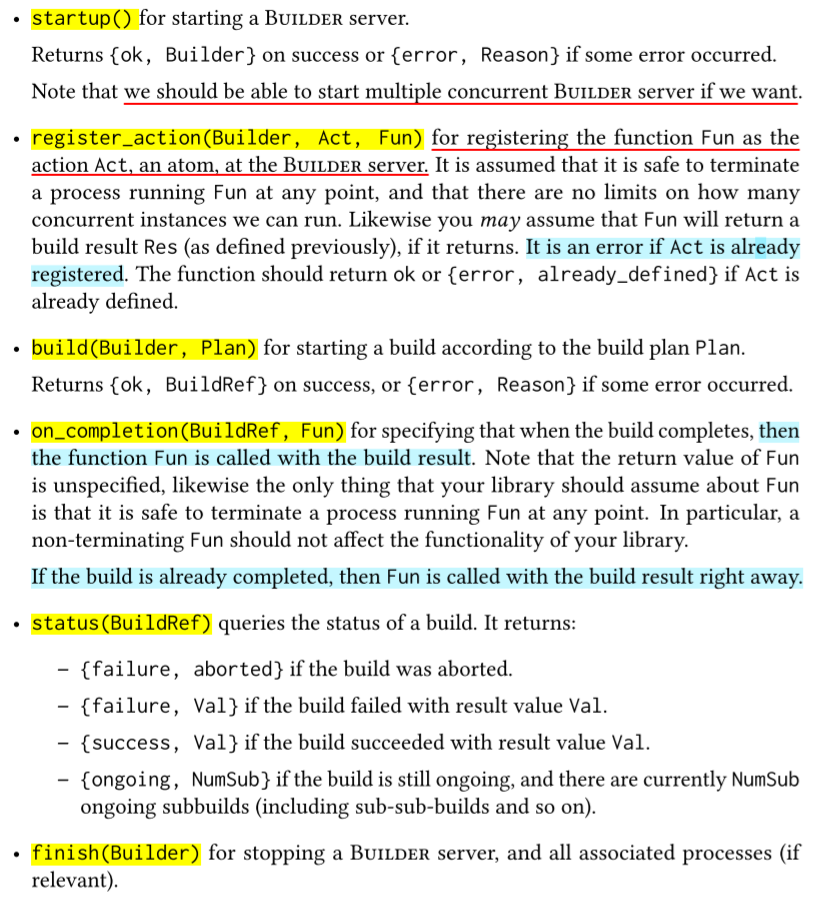 • startup() for starting a BUILDER server.
Returns {ok, Builder} on success or {error, Reason} if some error occurred.
Note that we should be able to start multiple concurrent BUILDER server if we want.
• register_action(Builder, Act, Fun) for registering the function Fun as the
action Act, an atom, at the BUILDER server. It is assumed that it is safe to terminate
a process running Fun at any point, and that there are no limits on how many
concurrent instances we can run. Likewise you may assume that Fun will return a
build result Res (as defined previously), if it returns. It is an error if Act is already
registered. The function should return ok or {error, already_defined} if Act is
already defined.
• build(Builder, Plan) for starting a build according to the build plan Plan.
Returns {ok, BuildRef} on success, or {error, Reason} if some error occurred.
• on_completion(BuildRef, Fun) for specifying that when the build completes, then
the function Fun is called with the build result. Note that the return value of Fun
is unspecified, likewise the only thing that your library should assume about Fun
is that it is safe to terminate a process running Fun at any point. In particular, a
non-terminating Fun should not affect the functionality of your library.
If the build is already completed, then Fun is called with the build result right away.
• status(BuildRef) queries the status of a build. It returns:
– {failure, aborted} if the build was aborted.
– {failure, Val} if the build failed with result value Val.
– {success, Val} if the build succeeded with result value Val.
– {ongoing, NumSub} if the build is still ongoing, and there are currently NumSub
ongoing subbuilds (including sub-sub-builds and so on).
• finish(Builder) for stopping a BUILDER server, and all associated processes (if
relevant).